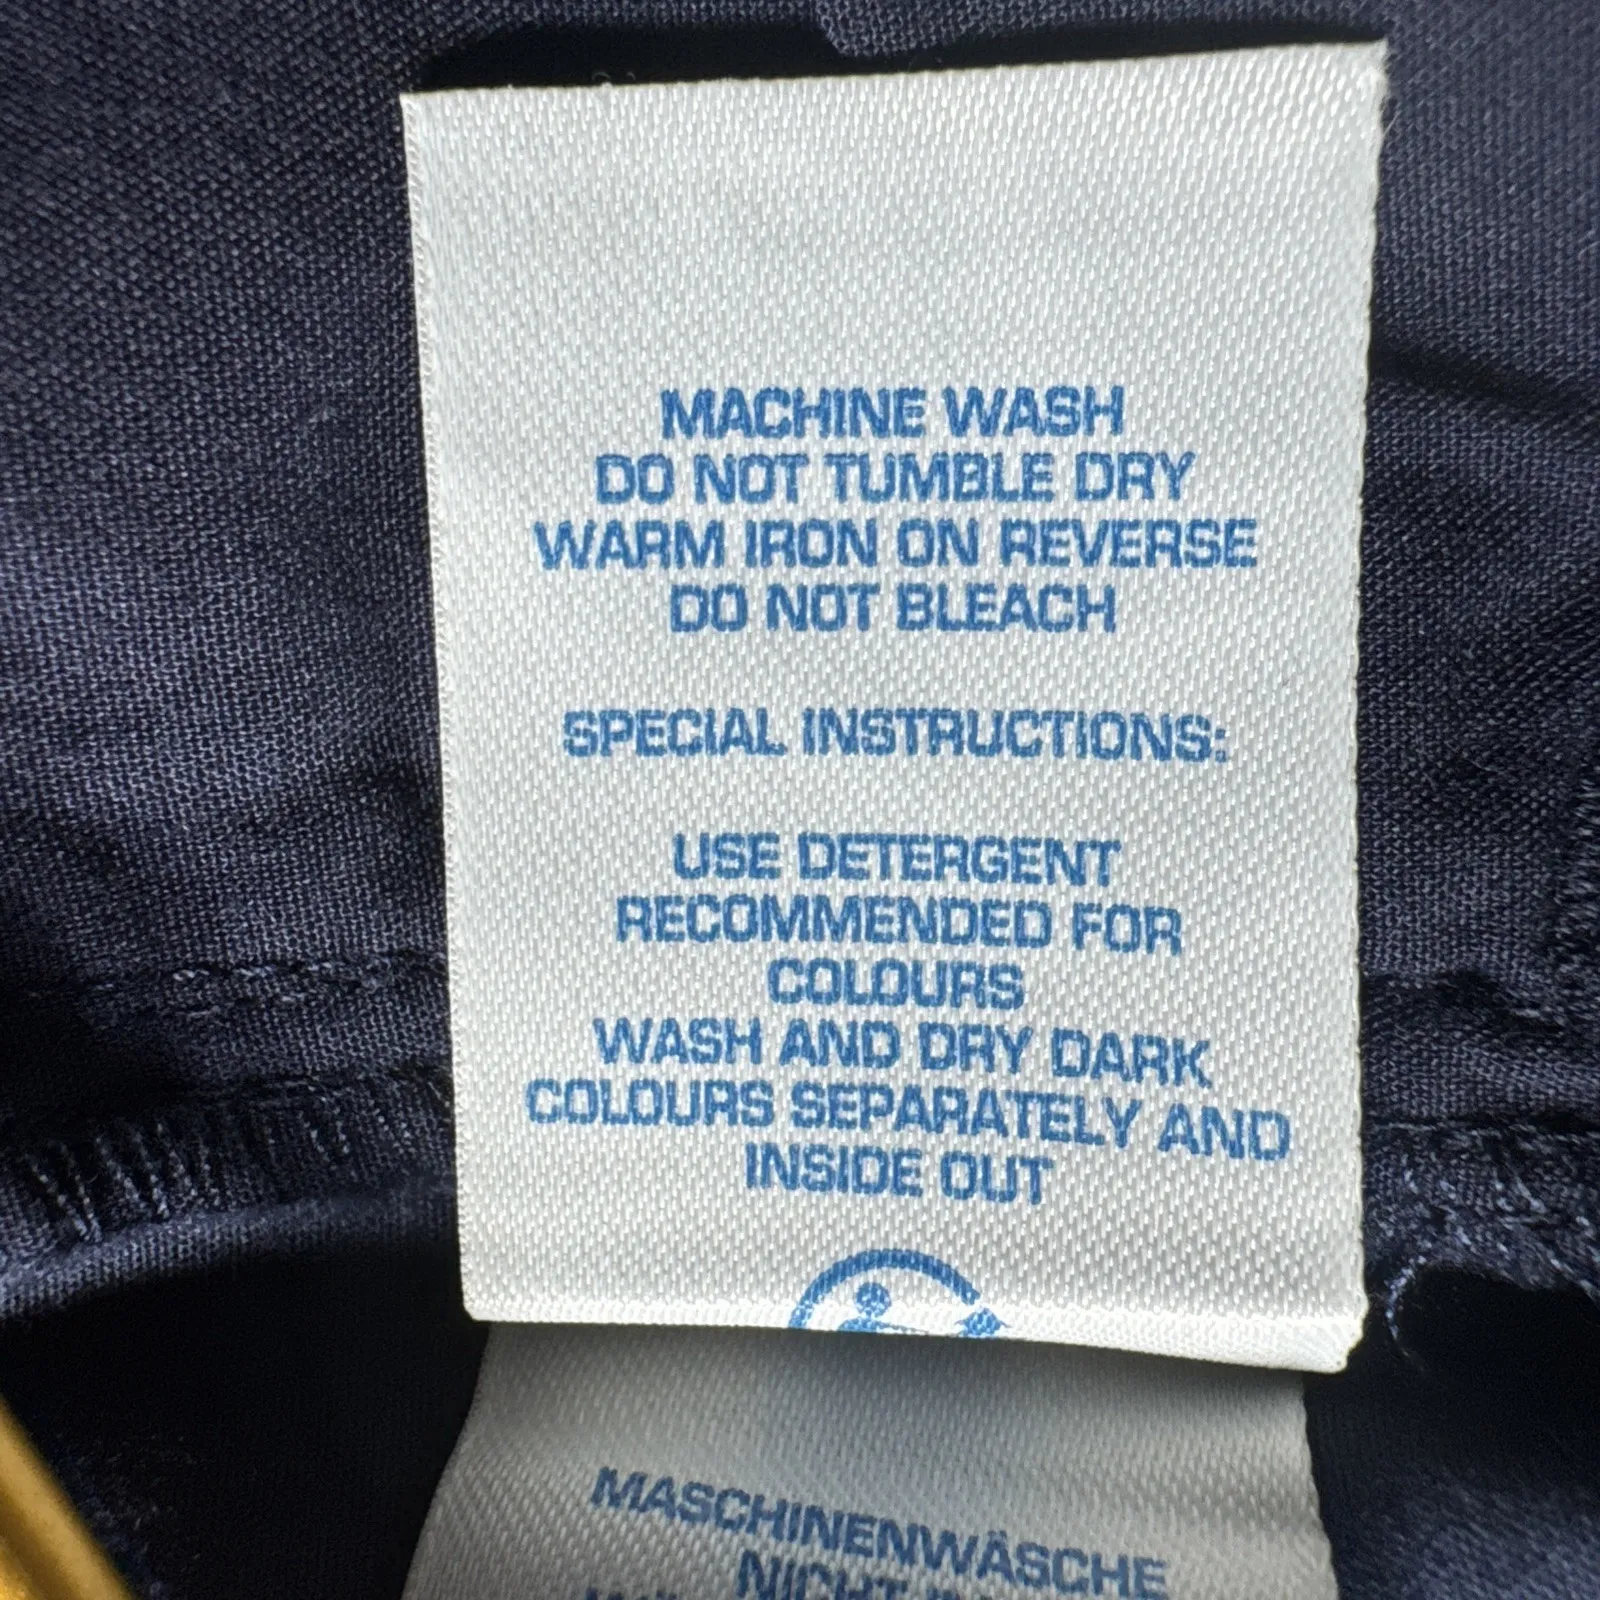 MACHINE WASH
DO NOT TUMBLE DRY
WARM IRON ON REVERSE
DO NOT BLEACH
SPECIAL INSTRUCTIONS:
USE DETERGENT
RECOMMENDED FOR
COLOURS
WASH AND DRY DARK
COLOURS SEPARATELY AND
INSIDE OUT
MASCHINENWÄSCHE
NICHT